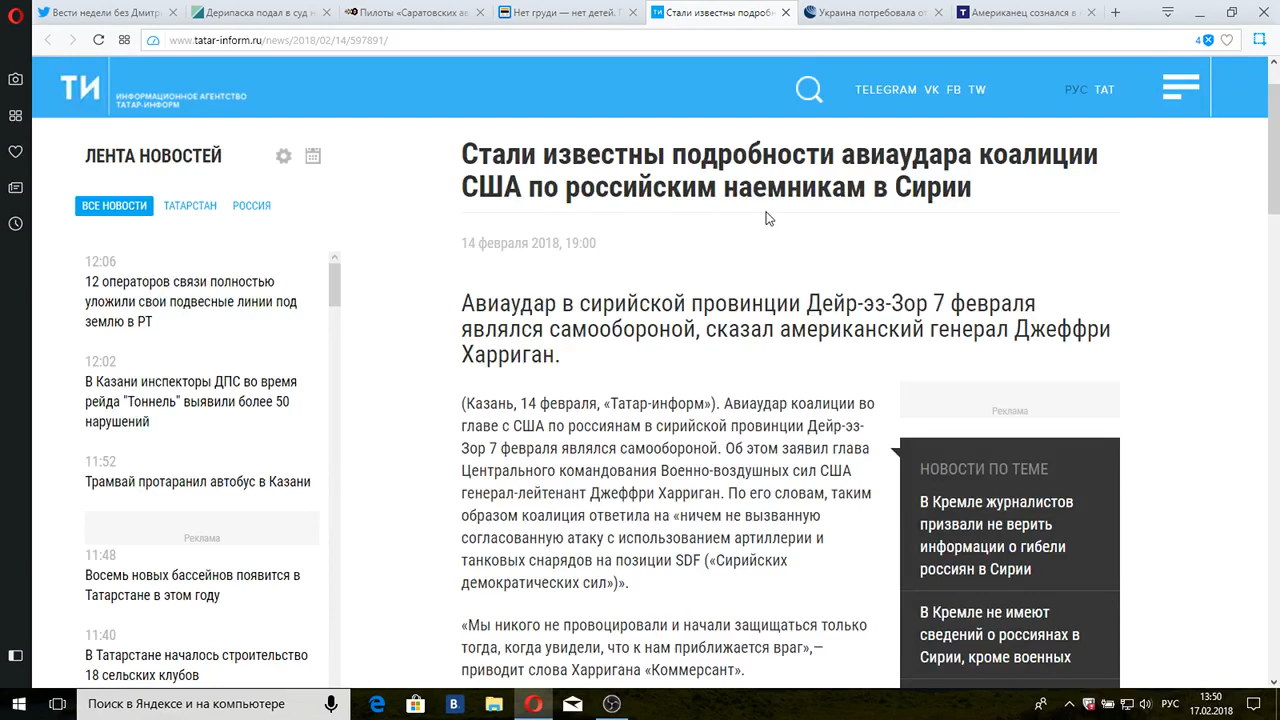 Вести недели без Дмитр
Дерипаска подал в суд н
Пилоты «Саратовских ав
Нет груди — нет детей. Г
Стали известны подробн
Украина потребовала от
Американец сознался в
www.tatar-inform.ru/news/2018/02/14/597891/
4
ТИ
ИНФОРМАЦИОННОЕ АГЕНТСТВО
ТАТАР-ИНФОРМ
TELEGRAM VK FB TW
РУС ТАТ
ЛЕНТА НОВОСТЕЙ
ВСЕ НОВОСТИ ТАТАРСТАН РОССИЯ
12:06
12 операторов связи полностью
уложили свои подвесные линии под
землю в РТ
12:02
В Казани инспекторы ДПС во время
рейда "Тоннель" выявили более 50
нарушений
11:52
Трамвай протаранил автобус в Казани
Реклама
11:48
Восемь новых бассейнов появится в
Татарстане в этом году
11:40
В Татарстане началось строительство
18 сельских клубов
Стали известны подробности авиаудара коалиции
США по российским наемникам в Сирии
14 февраля 2018, 19:00
Авиаудар в сирийской провинции Дейр-эз-Зор 7 февраля
являлся самообороной, сказал американский генерал Джеффри
Харриган.
(Казань, 14 февраля, «Татар-информ»). Авиаудар коалиции во
главе с США по россиянам в сирийской провинции Дейр-эз-
Зор 7 февраля являлся самообороной. Об этом заявил глава
Центрального командования Военно-воздушных сил США
генерал-лейтенант Джеффри Харриган. По его словам, таким
образом коалиция ответила на «ничем не вызванную
согласованную атаку с использованием артиллерии и
танковых снарядов на позиции SDF («Сирийских
демократических сил»)».
«Мы никого не провоцировали и начали защищаться только
тогда, когда увидели, что к нам приближается враг»,—
приводит слова Харригана «Коммерсант».
Реклама
НОВОСТИ ПО ТЕМЕ
В Кремле журналистов
призвали не верить
информации о гибели
россиян в Сирии
В Кремле не имеют
сведений о россиянах в
Сирии, кроме военных
Поиск в Яндексе и на компьютере
РУС
13:50
17.02.2018